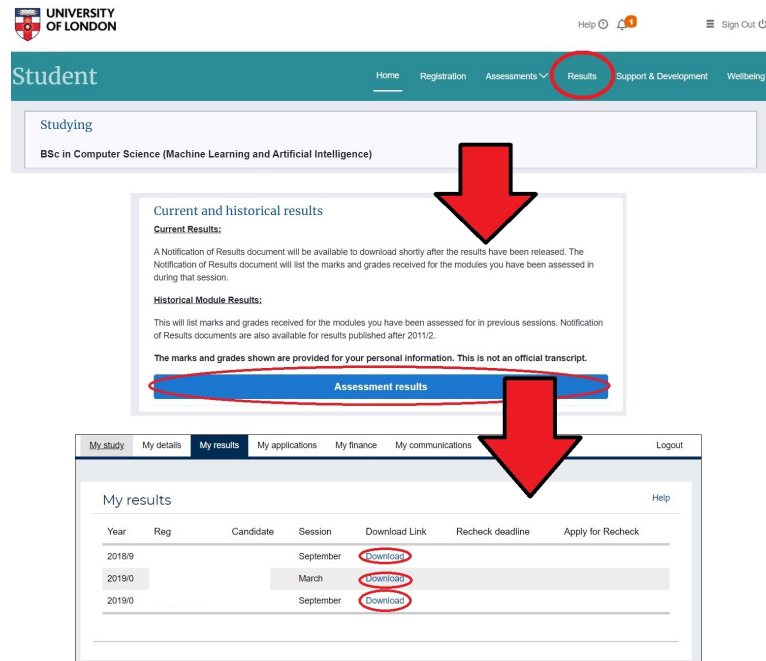 UNIVERSITY
OF LONDON
Help ? 1 Sign Out
Student Home Registration Assessments Results Support & Development Wellbeing
Studying
BSc in Computer Science (Machine Learning and Artificial Intelligence)
Current and historical results
Current Results:
A Notification of Results document will be available to download shortly after the results have been released. The
Notification of Results document will list the marks and grades received for the modules you have been assessed in
during that session.
Historical Module Results:
This will list marks and grades received for the modules you have been assessed for in previous sessions. Notification
of Results documents are also available for results published after 2011/2.
The marks and grades shown are provided for your personal information. This is not an official transcript.
Assessment results
My study My details My results My applications My finance My communications Logout
My results Help
Year Reg Candidate Session Download Link Recheck deadline Apply for Recheck
2018/9 September Download
2019/0 March Download
2019/0 September Download